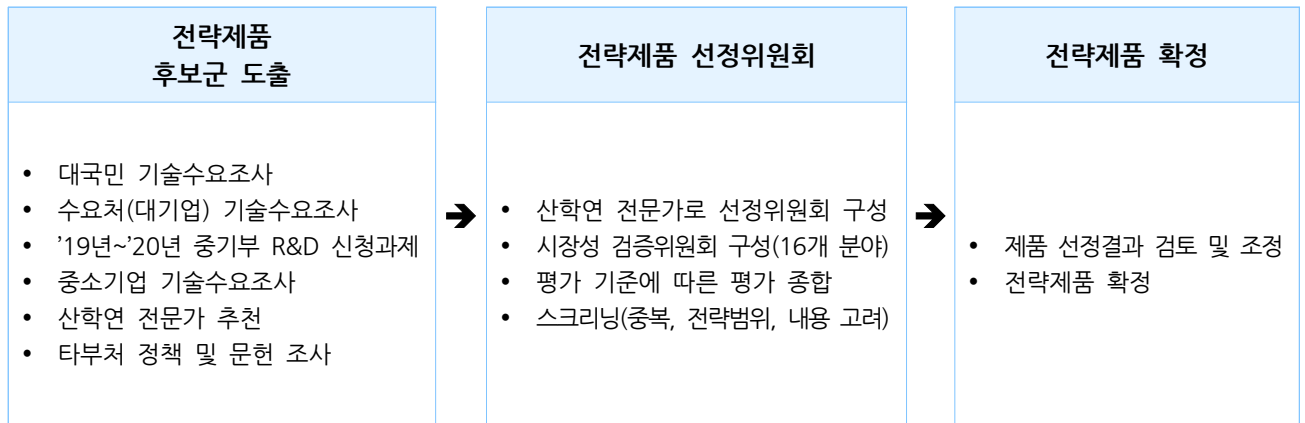 전략제품
후보군 도출
• 대국민 기술수요조사
• 수요처(대기업) 기술수요조사
• ’19년~’20년 중기부 R&D 신청과제
• 중소기업 기술수요조사
• 산학연 전문가 추천
• 타부처 정책 및 문헌 조사
전략제품 선정위원회
• 산학연 전문가로 선정위원회 구성
• 시장성 검증위원회 구성(16개 분야)
• 평가 기준에 따른 평가 종합
• 스크리닝(중복, 전략범위, 내용 고려)
전략제품 확정
• 제품 선정결과 검토 및 조정
• 전략제품 확정